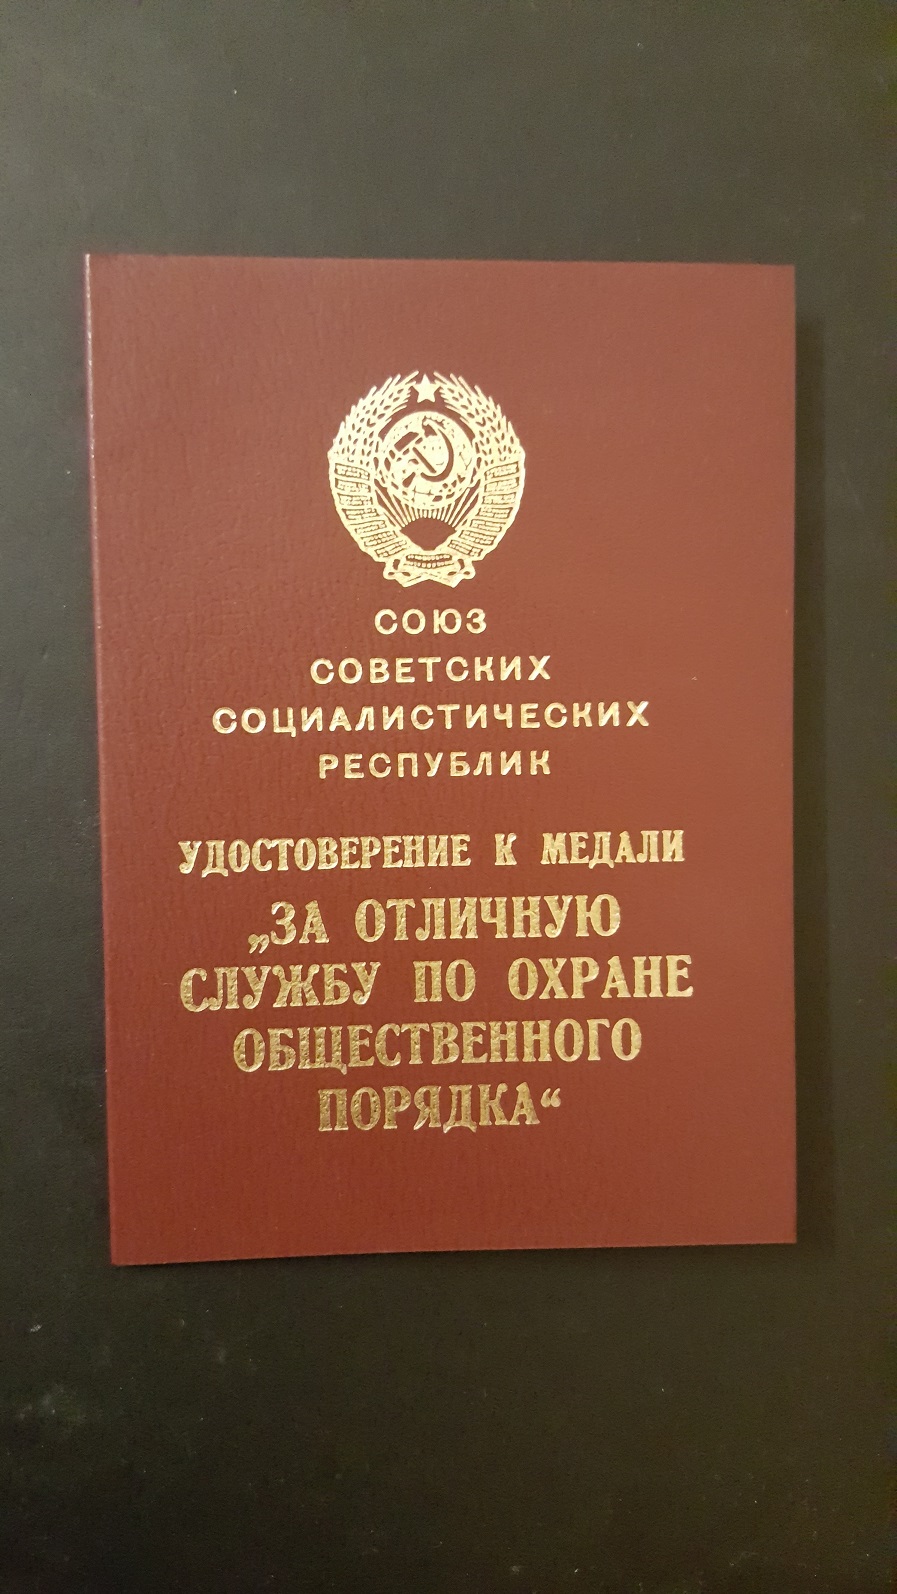 СОЮЗ
СОВЕТСКИХ
СОЦИАЛИСТИЧЕСКИХ
РЕСПУБЛИК
УДОСТОВЕРЕНИЕ К МЕДАЛИ
„ЗА ОТЛИЧНУЮ
СЛУЖБУ ПО ОХРАНЕ
ОБЩЕСТВЕННОГО
ПОРЯДКА“